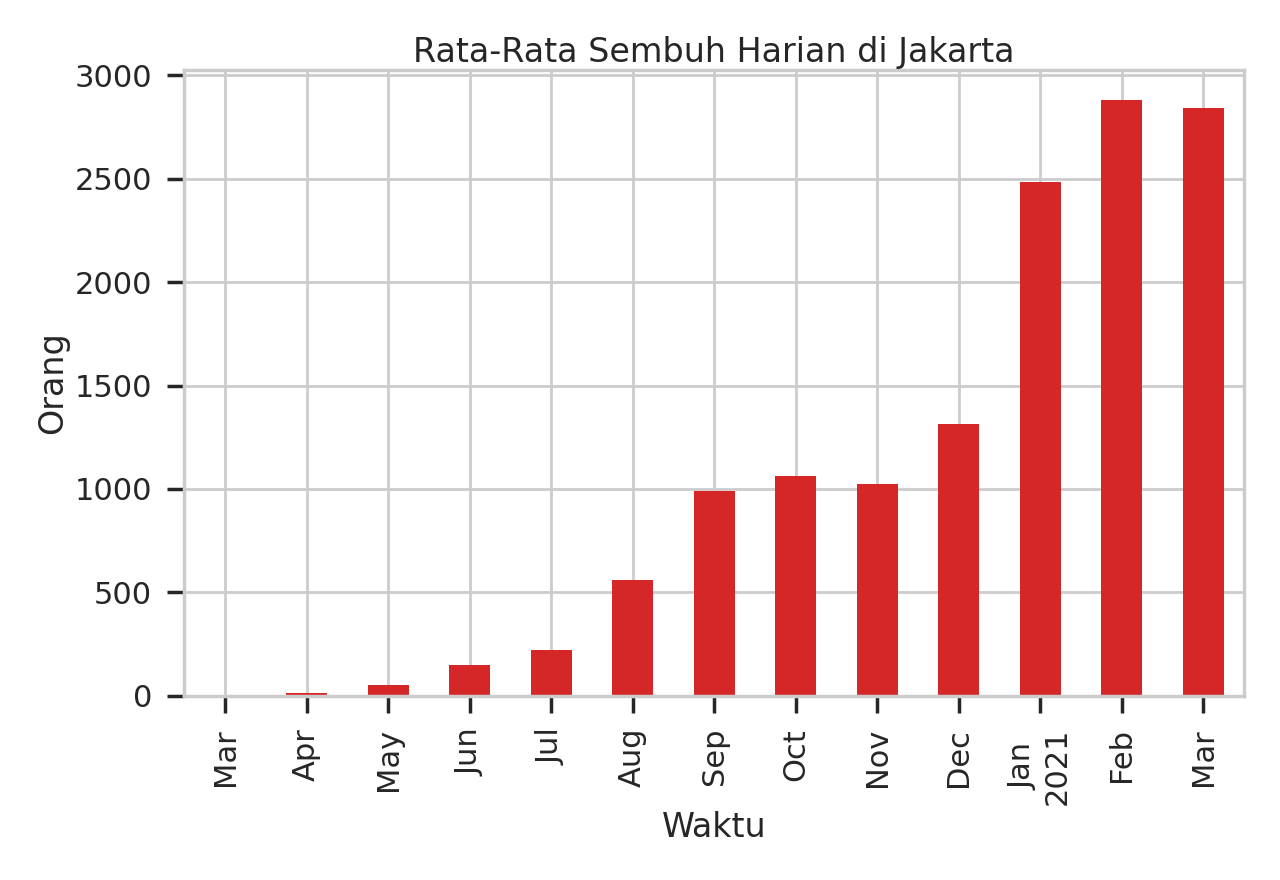 Rata-Rata Sembuh Harian di Jakarta
3000
2500
2000
1500
1000
500
0
Orang
Mar
Apr
May
Jun
Jul
Aug
Sep
Oct
Nov
Dec
Jan
2021
Feb
Mar
Waktu